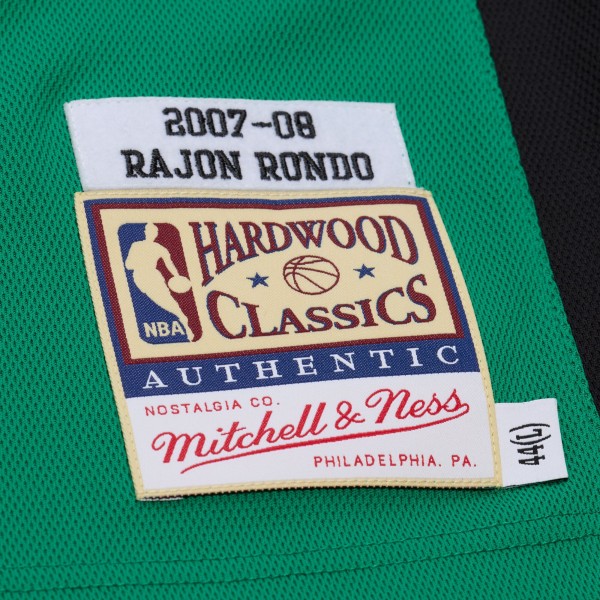 2007-08
RAJON RONDO
HARDWOOD
CLASSICS
NBA
AUTHENTIC
NOSTALGIA CO.
Mitchell & Ness
PHILADELPHIA, PA.
44(L)